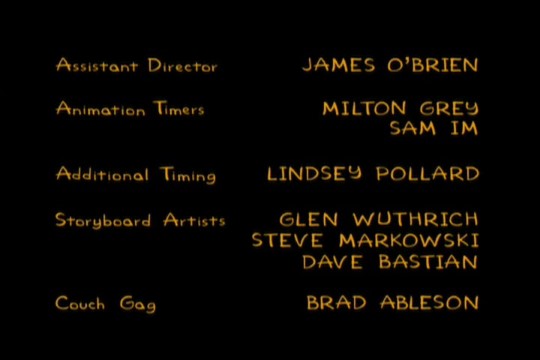 Assistant Director JAMES O'BRIEN
Animation Timers MILTON GREY
SAM IM
Additional Timing LINDSEY POLLARD
Storyboard Artists GLEN WUTHRICH
STEVE MARKOWSKI
DAVE BASTIAN
Couch Gag BRAD ABLESON